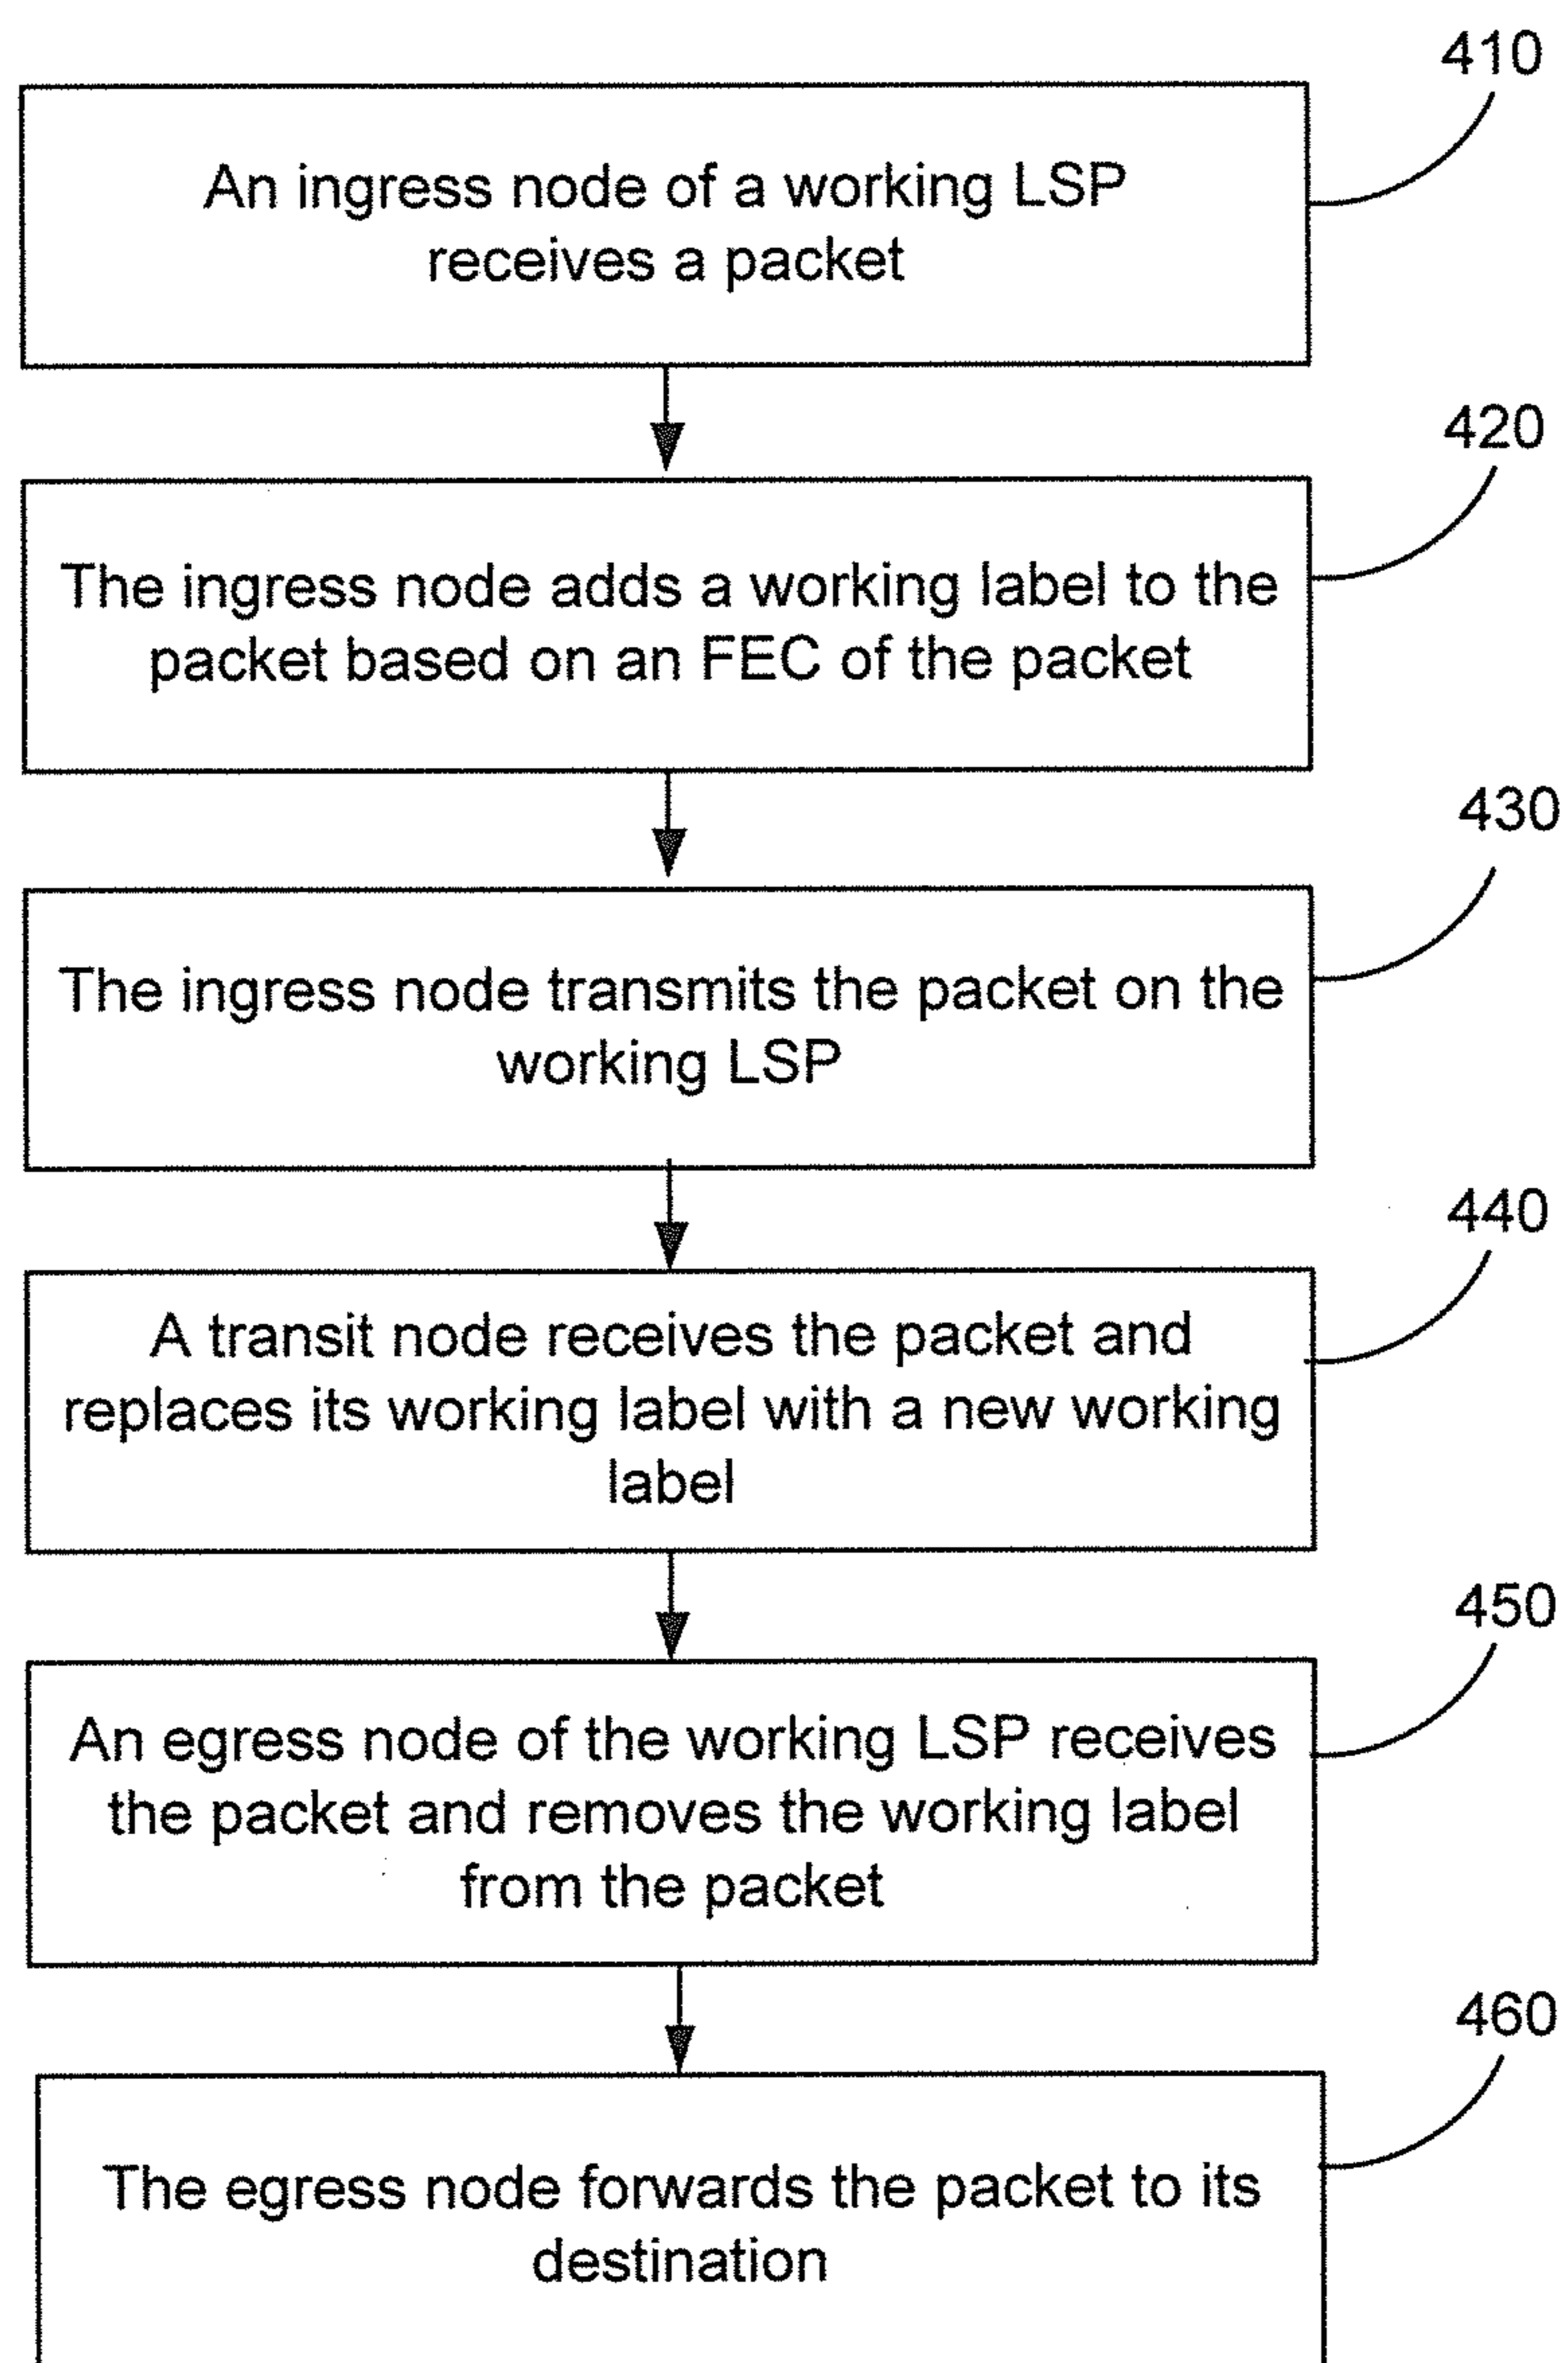 410
An ingress node of a working LSP
receives a packet
420
The ingress node adds a working label to the
packet based on an FEC of the packet
430
The ingress node transmits the packet on the
working LSP
440
A transit node receives the packet and
replaces its working label with a new working
label
450
An egress node of the working LSP receives
the packet and removes the working label
from the packet
460
The egress node forwards the packet to its
destination